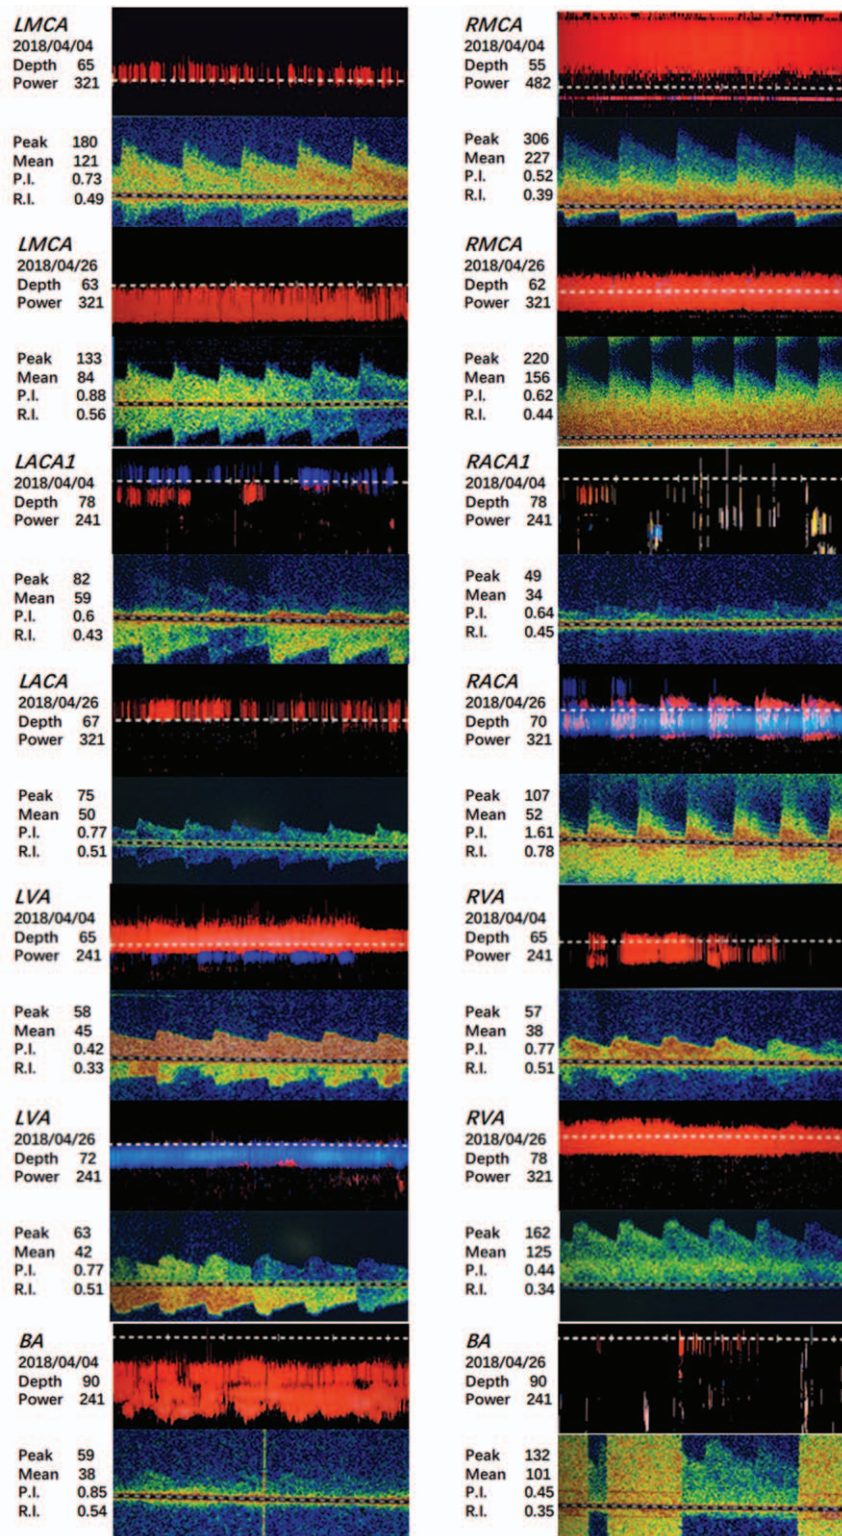 LMCA
2018/04/04
Depth 65
Power 321
Peak 180
Mean 121
P.I. 0.73
R.I. 0.49
RMCA
2018/04/04
Depth 55
Power 482
Peak 306
Mean 227
P.I. 0.52
R.I. 0.39
LMCA
2018/04/26
Depth 63
Power 321
Peak 133
Mean 84
P.I. 0.88
R.I. 0.56
RMCA
2018/04/26
Depth 62
Power 321
Peak 220
Mean 156
P.I. 0.62
R.I. 0.44
LACA1
2018/04/04
Depth 78
Power 241
Peak 82
Mean 59
P.I. 0.6
R.I. 0.43
RACA1
2018/04/04
Depth 78
Power 241
Peak 49
Mean 34
P.I. 0.64
R.I. 0.45
LACA
2018/04/26
Depth 67
Power 321
Peak 75
Mean 50
P.I. 0.77
R.I. 0.51
RACA
2018/04/26
Depth 70
Power 321
Peak 107
Mean 52
P.I. 1.61
R.I. 0.78
LVA
2018/04/04
Depth 65
Power 241
Peak 58
Mean 45
P.I. 0.42
R.I. 0.33
RVA
2018/04/04
Depth 65
Power 241
Peak 57
Mean 38
P.I. 0.77
R.I. 0.51
LVA
2018/04/26
Depth 72
Power 241
Peak 63
Mean 42
P.I. 0.77
R.I. 0.51
RVA
2018/04/26
Depth 78
Power 321
Peak 162
Mean 125
P.I. 0.44
R.I. 0.34
BA
2018/04/04
Depth 90
Power 241
Peak 59
Mean 38
P.I. 0.85
R.I. 0.54
BA
2018/04/26
Depth 90
Power 241
Peak 132
Mean 101
P.I. 0.45
R.I. 0.35